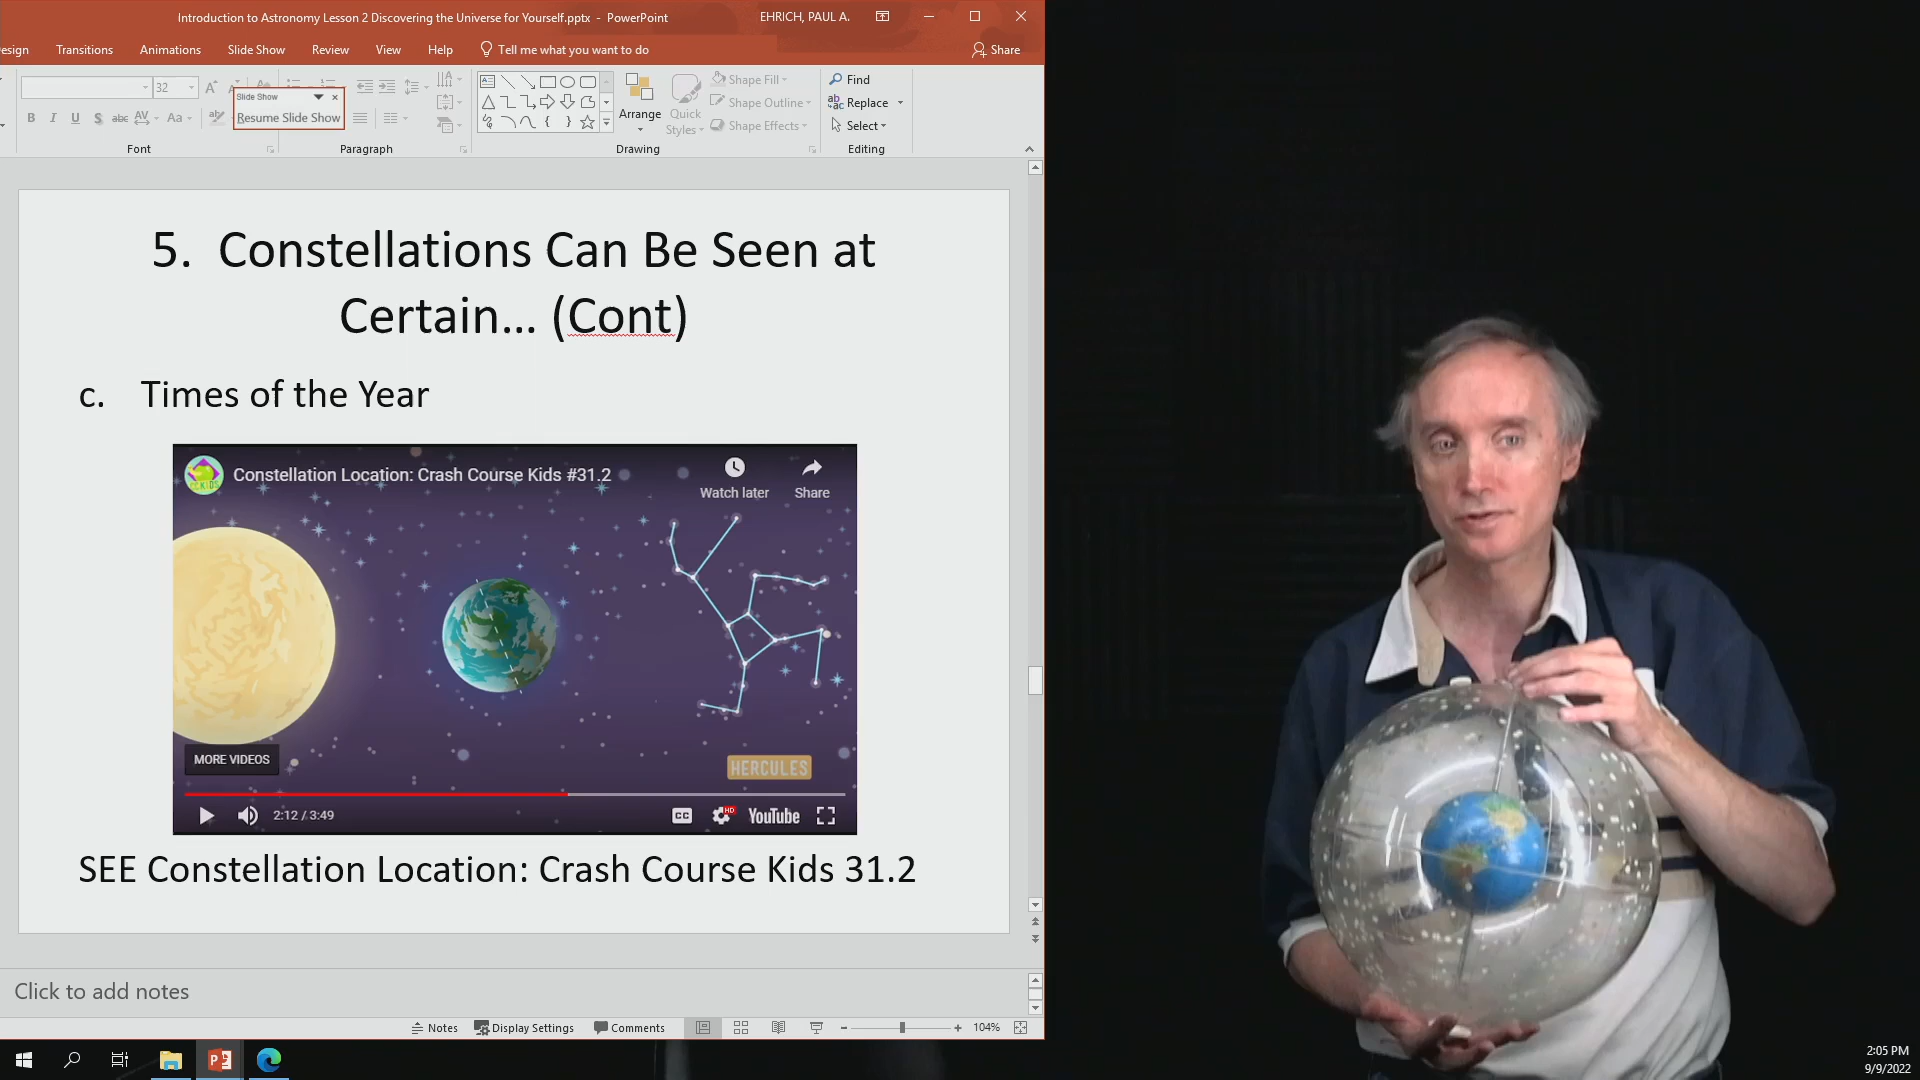 Introduction to Astronomy Lesson 2 Discovering the Universe for Yourself.pptx - PowerPoint
EHRICH, PAUL A.
esign Transitions Animations Slide Show Review View Help Tell me what you want to do Share
32
Slide Show
Resume Slide Show
B I U S abc AV Aa
Font
Paragraph
Arrange
Quick
Styles
Shape Fill
Shape Outline
Shape Effects
Drawing
Find
Replace
Select
Editing
5. Constellations Can Be Seen at
Certain... (Cont)
c. Times of the Year
Constellation Location: Crash Course Kids #31.2
Watch later Share
MORE VIDEOS
HERCULES
2:12 / 3:49
CC HD YouTube
SEE Constellation Location: Crash Course Kids 31.2
Click to add notes
Notes Display Settings Comments 104%
2:05 PM
9/9/2022